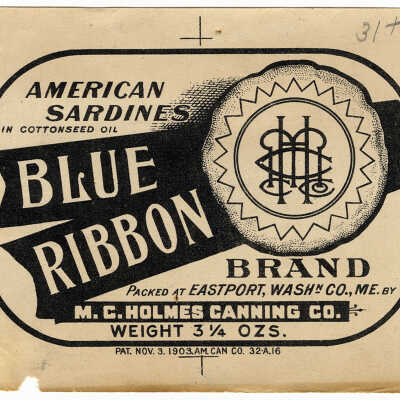 31+
AMERICAN
SARDINES
IN COTTONSEED OIL
BLUE
RIBBON
BRAND
PACKED AT EASTPORT, WASHN CO., ME. BY
M. C. HOLMES CANNING CO.
WEIGHT 3¼ OZS.
PAT. NOV. 3. 1903. AM. CAN CO. 32-A.16